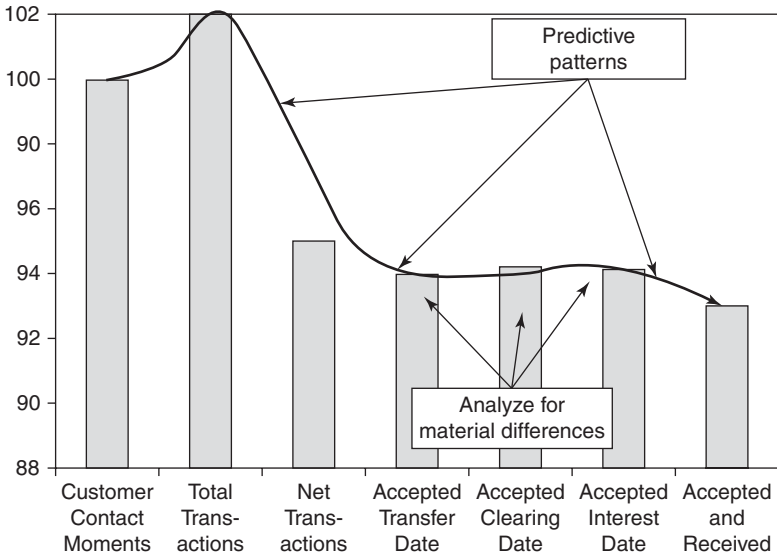 102
100
90
96
94
92
90
88
Predictive
patterns
Analyze for
material differences
Customer
Contact
Moments
Total
Trans-
actions
Net
Trans-
actions
Accepted
Transfer
Date
Accepted
Clearing
Date
Accepted
Interest
Date
Accepted
and
Received